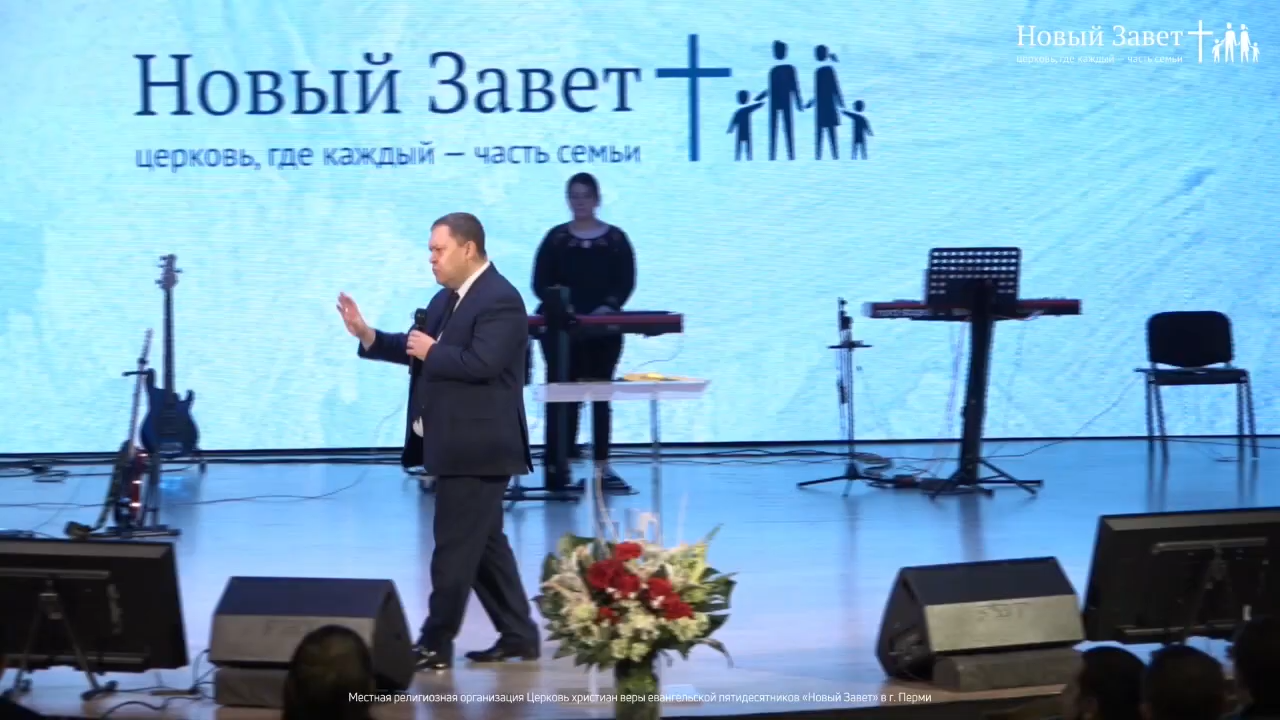 Новый Завет
церковь, где каждый — часть семьи
Новый Завет
церковь, где каждый — часть семьи
Местная религиозная организация Церковь христиан веры евангельской пятидесятников «Новый Завет» в г. Перми